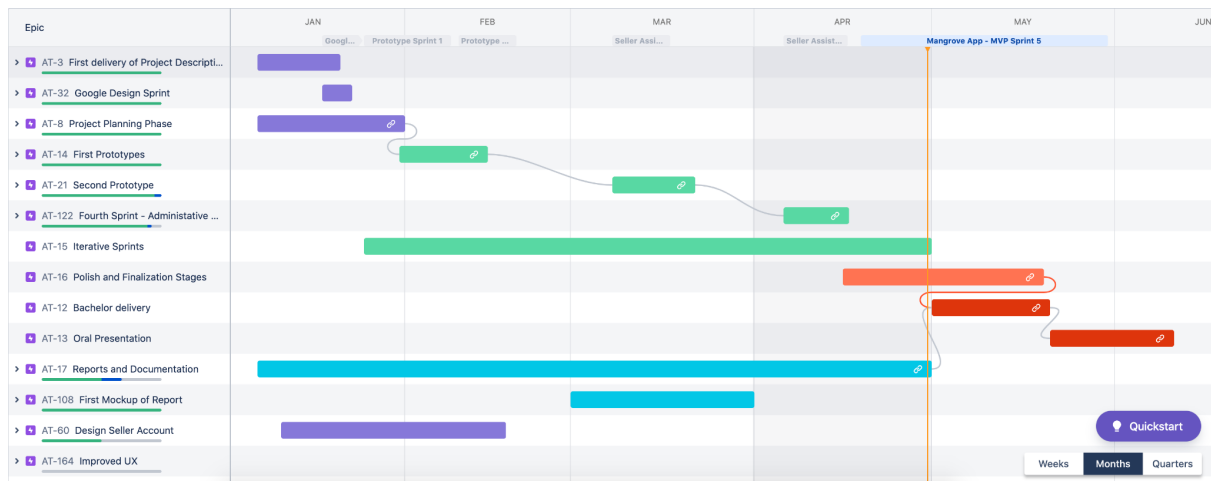 Epic
JAN FEB MAR APR MAY JUN
Googl... Prototype Sprint 1 Prototype ... Seller Assi... Seller Assist... Mangrove App - MVP Sprint 5
AT-3 First delivery of Project Descripti...
AT-32 Google Design Sprint
AT-8 Project Planning Phase
AT-14 First Prototypes
AT-21 Second Prototype
AT-122 Fourth Sprint - Administative ...
AT-15 Iterative Sprints
AT-16 Polish and Finalization Stages
AT-12 Bachelor delivery
AT-13 Oral Presentation
AT-17 Reports and Documentation
AT-108 First Mockup of Report
AT-60 Design Seller Account
Quickstart
AT-164 Improved UX
Weeks Months Quarters